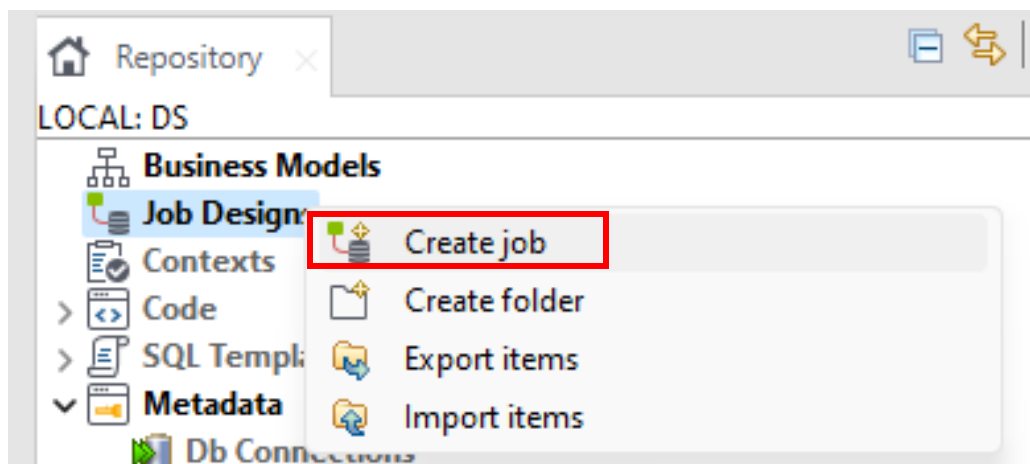 Repository
LOCAL: DS
Business Models
Job Designs
Create job
Contexts
Create folder
Code
SQL Templa
Export items
Metadata
Import items
Db Connections